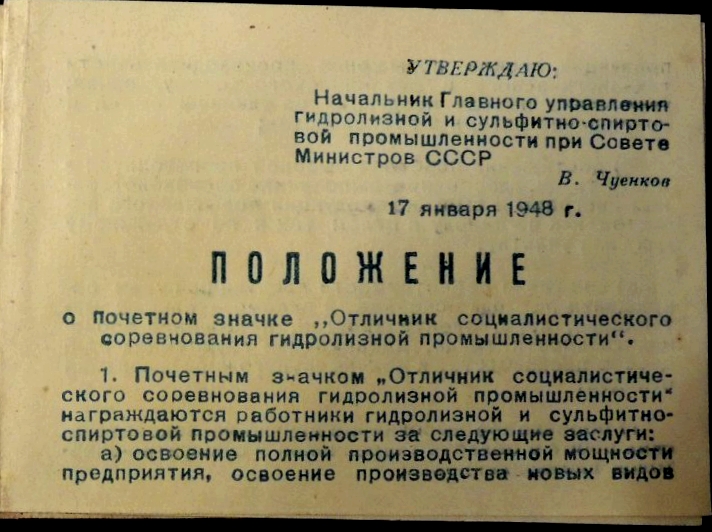 УТВЕРЖДАЮ:
Начальник Главного управления
гидролизной и сульфитно-спирто-
вой промышленности при Совете
Министров СССР
В. Чуенков
17 января 1948 г.
ПОЛОЖЕНИЕ
о почетном значке ,,Отличник социалистического
соревнования гидролизной промышленности“.
1. Почетным значком „Отличник социалистиче-
ского соревнования гидролизной промышленности“
награждаются работники гидролизной и сульфитно-
спиртовой промышленности за следующие заслуги:
а) освоение полной производственной мощности
предприятия, освоение производства новых видов